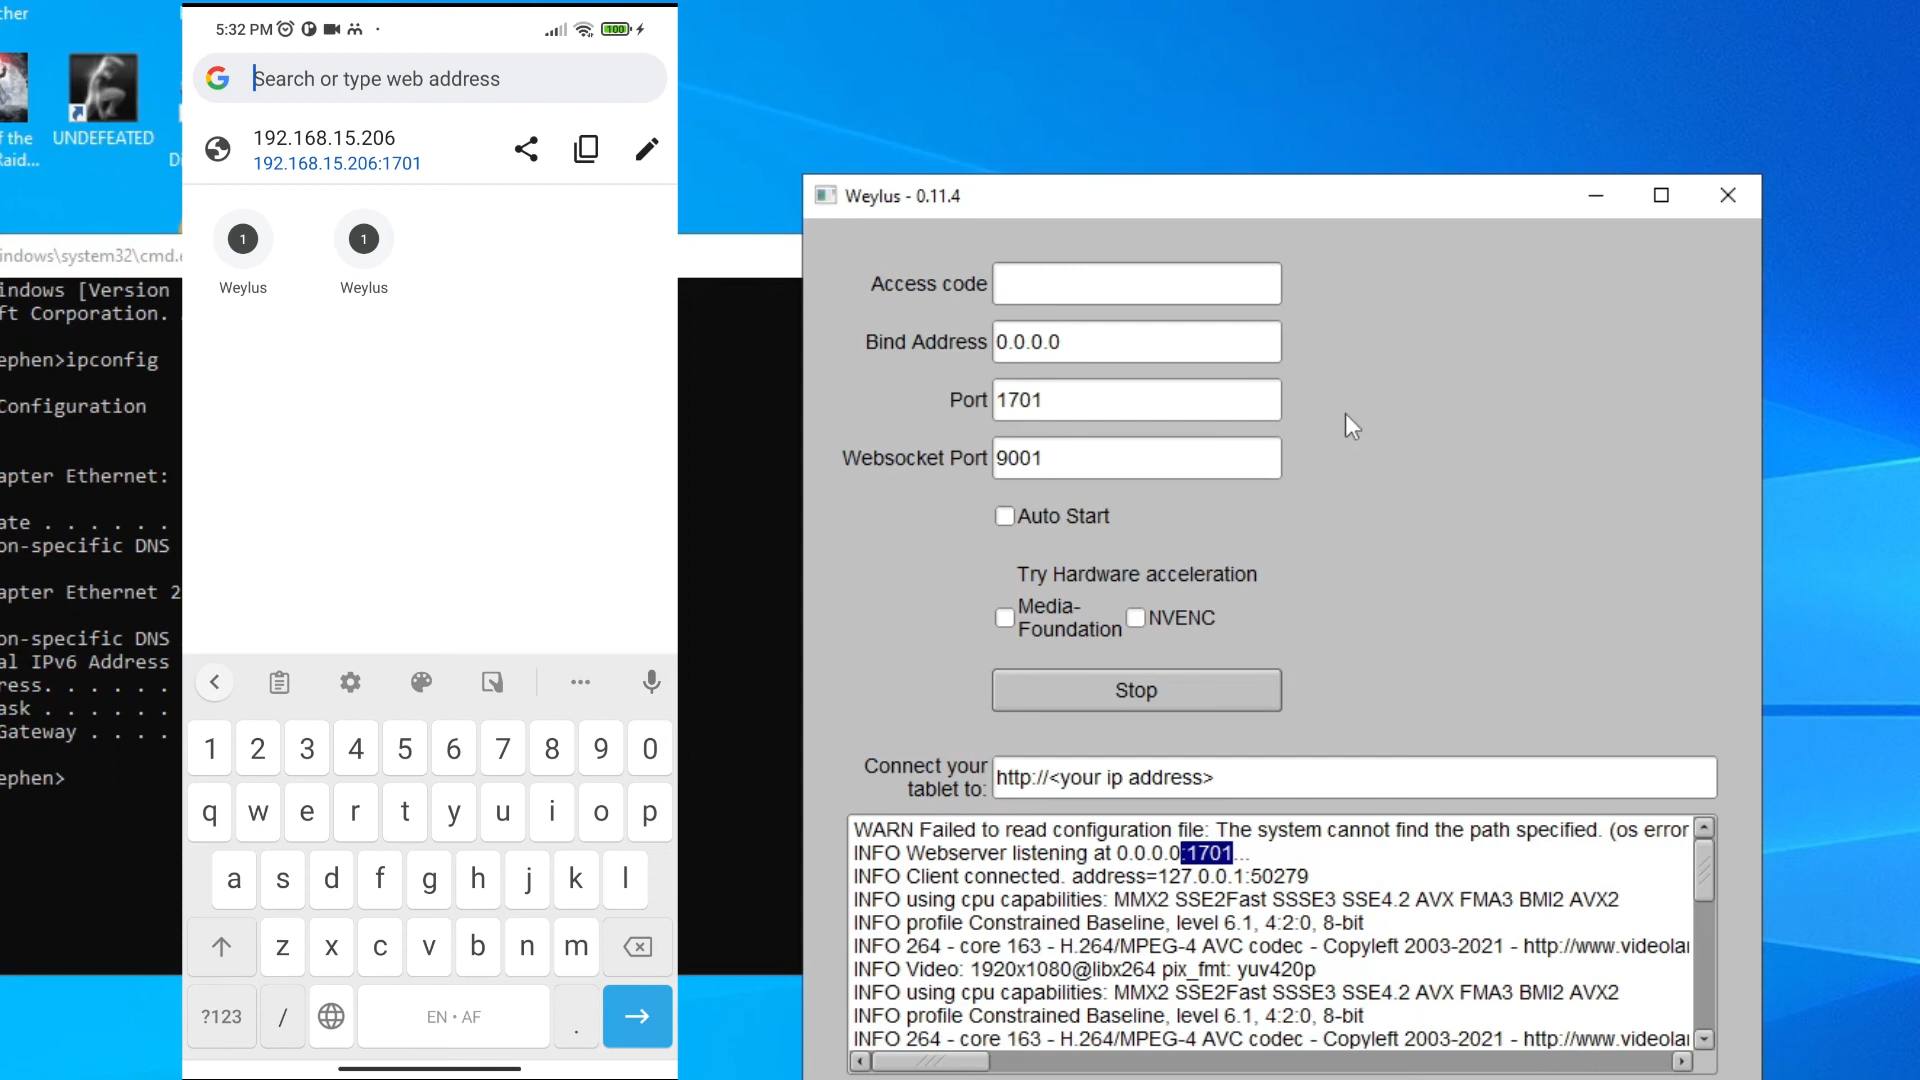 ther
f the
Raid...
UNDEFEATED
D
indows\system32\cmd.e
indows [Version
ft Corporation.
ephen>ipconfig
Configuration
apter Ethernet:
ate . . . . . .
on-specific DNS
apter Ethernet 2
on-specific DNS
al IPv6 Address
ress. . . . . .
ask . . . . . .
Gateway . . . .
ephen>
5:32 PM
100
Search or type web address
192.168.15.206
192.168.15.206:1701
1
1
Weylus
Weylus
1 2 3 4 5 6 7 8 9 0
q w e r t y u i o p
a s d f g h j k l
z x c v b n m
?123 / EN • AF .
Weylus - 0.11.4
Access code
Bind Address 0.0.0.0
Port 1701
Websocket Port 9001
Auto Start
Try Hardware acceleration
Media-
Foundation
NVENC
Stop
Connect your
tablet to:
http://<your ip address>
WARN Failed to read configuration file: The system cannot find the path specified. (os error
INFO Webserver listening at 0.0.0.0:1701...
INFO Client connected. address=127.0.0.1:50279
INFO using cpu capabilities: MMX2 SSE2Fast SSSE3 SSE4.2 AVX FMA3 BMI2 AVX2
INFO profile Constrained Baseline, level 6.1, 4:2:0, 8-bit
INFO 264 - core 163 - H.264/MPEG-4 AVC codec - Copyleft 2003-2021 - http://www.videolan
INFO Video: 1920x1080@libx264 pix_fmt: yuv420p
INFO using cpu capabilities: MMX2 SSE2Fast SSSE3 SSE4.2 AVX FMA3 BMI2 AVX2
INFO profile Constrained Baseline, level 6.1, 4:2:0, 8-bit
INFO 264 - core 163 - H.264/MPEG-4 AVC codec - Copyleft 2003-2021 - http://www.videolan